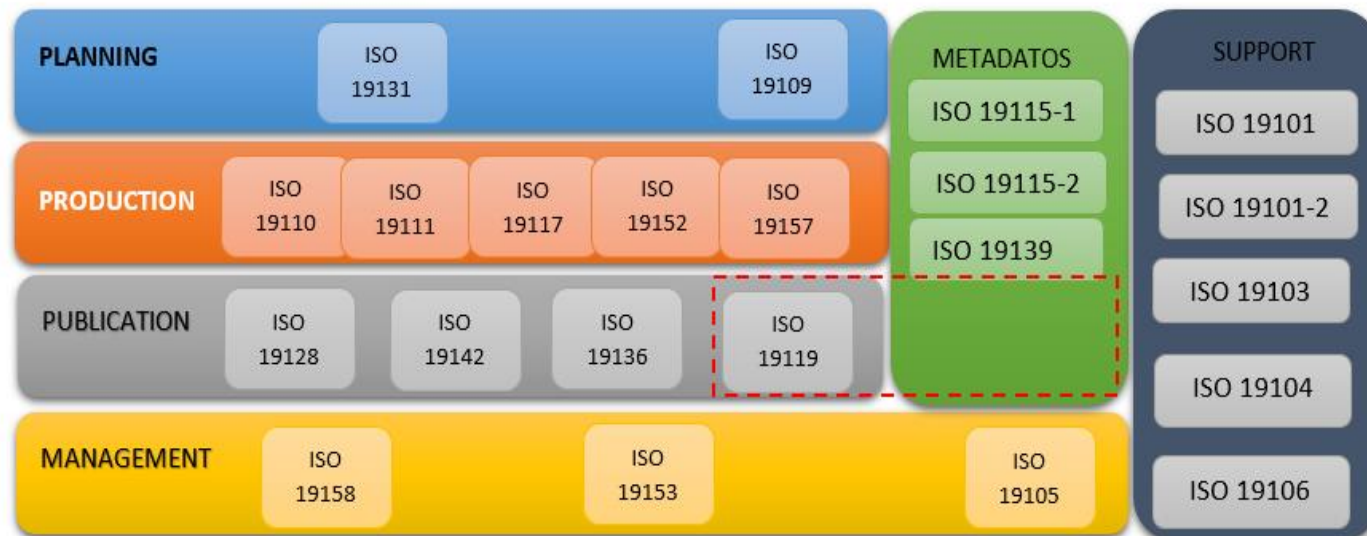 PLANNING
ISO
19131
ISO
19109
PRODUCTION
ISO
19110
ISO
19111
ISO
19117
ISO
19152
ISO
19157
PUBLICATION
ISO
19128
ISO
19142
ISO
19136
ISO
19119
MANAGEMENT
ISO
19158
ISO
19153
ISO
19105
METADATOS
ISO 19115-1
ISO 19115-2
ISO 19139
SUPPORT
ISO 19101
ISO 19101-2
ISO 19103
ISO 19104
ISO 19106